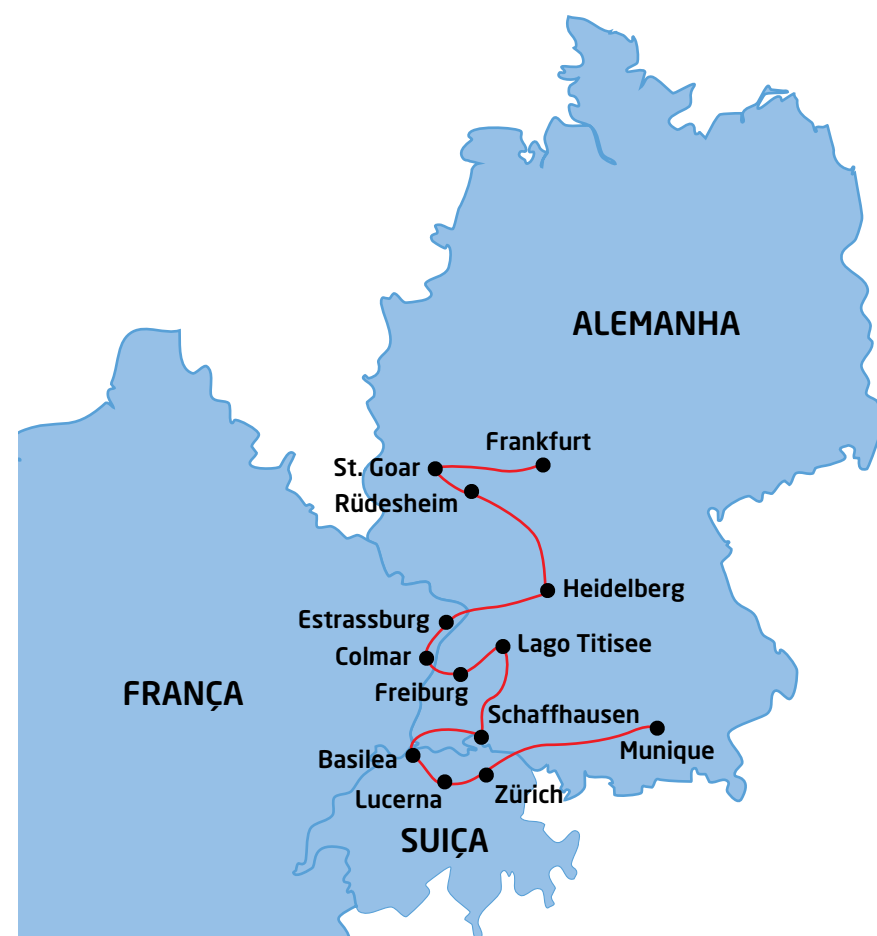 ALEMANHA
Frankfurt
St. Goar
Rüdesheim
Heidelberg
Estrassburg
Lago Titisee
Colmar
Freiburg
FRANÇA
Schaffhausen
Munique
Basilea
Zürich
Lucerna
SUIÇA